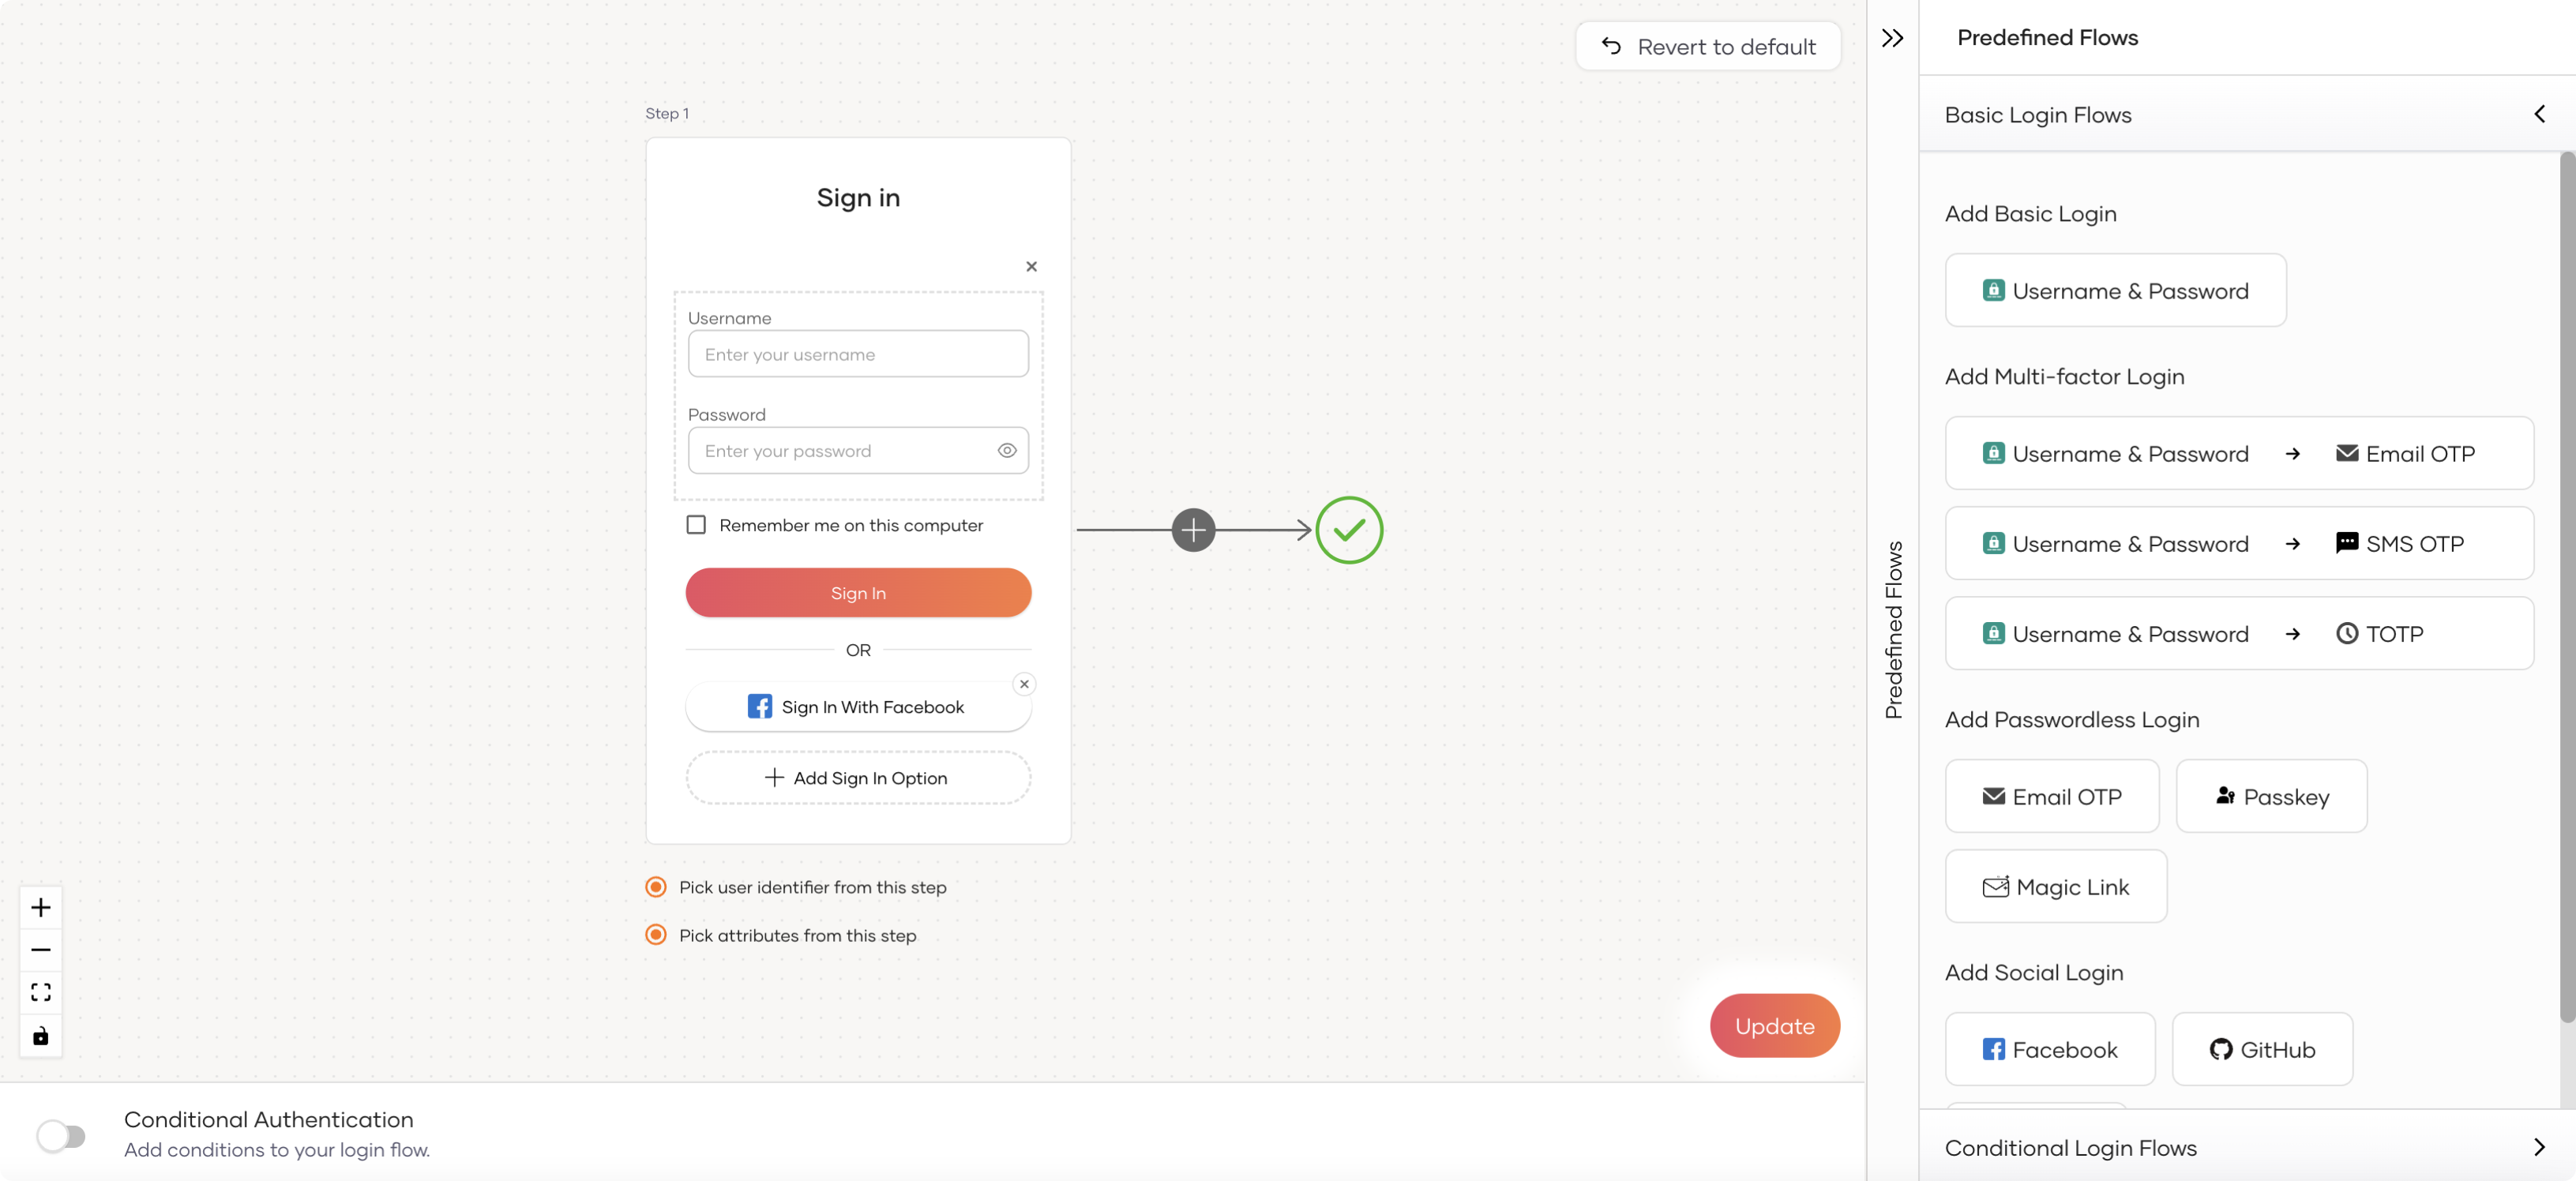 Revert to default
Step 1
Sign in
Username
Enter your username
Password
Enter your password
Remember me on this computer
Sign In
OR
Sign In With Facebook
Add Sign In Option
Pick user identifier from this step
Pick attributes from this step
Update
Conditional Authentication
Add conditions to your login flow.
Predefined Flows
Predefined Flows
Basic Login Flows
Add Basic Login
Username & Password
Add Multi-factor Login
Username & Password → Email OTP
Username & Password → SMS OTP
Username & Password → TOTP
Add Passwordless Login
Email OTP
Passkey
Magic Link
Add Social Login
Facebook
GitHub
Conditional Login Flows